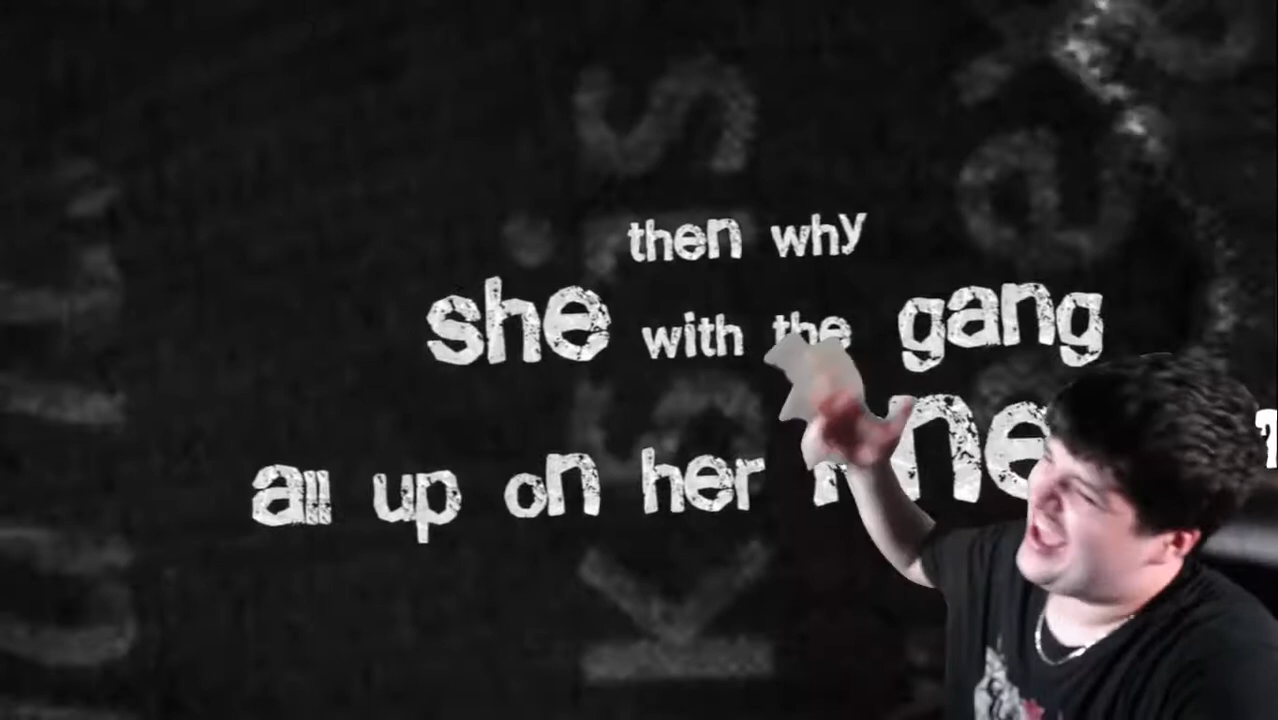 then why
she with the gang
all up on her
?